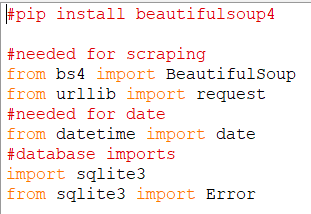 #pip install beautifulsoup4
#needed for scraping
from bs4 import BeautifulSoup
from urllib import request
#needed for date
from datetime import date
#database imports
import sqlite3
from sqlite3 import Error